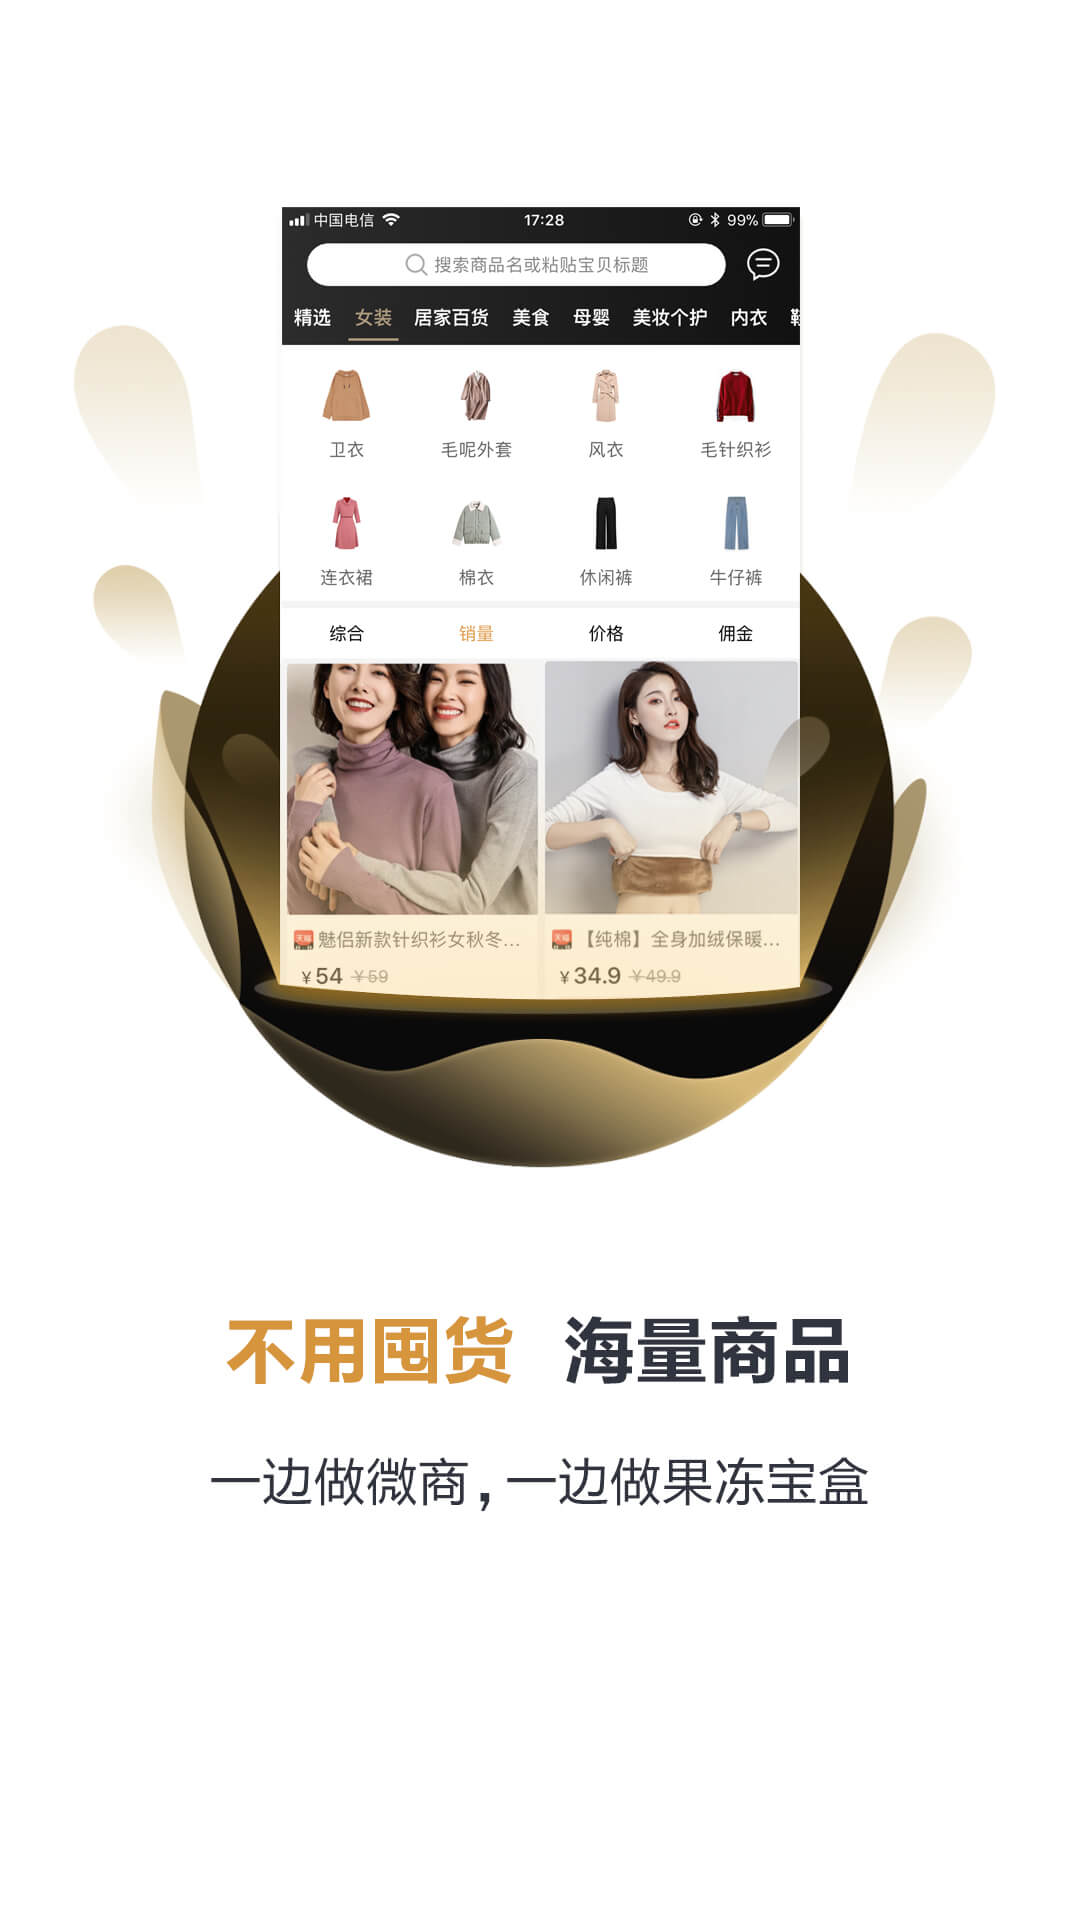 中国电信 17:28 99%
搜索商品名或粘贴宝贝标题
精选 女装 居家百货 美食 母婴 美妆个护 内衣
卫衣 毛呢外套 风衣 毛针织衫
连衣裙 棉衣 休闲裤 牛仔裤
综合 销量 价格 佣金
天猫 魅侣新款针织衫女秋冬... 天猫 【纯棉】全身加绒保暖...
¥54 ¥59 ¥34.9 ¥49.9
不用囤货 海量商品
一边做微商,一边做果冻宝盒